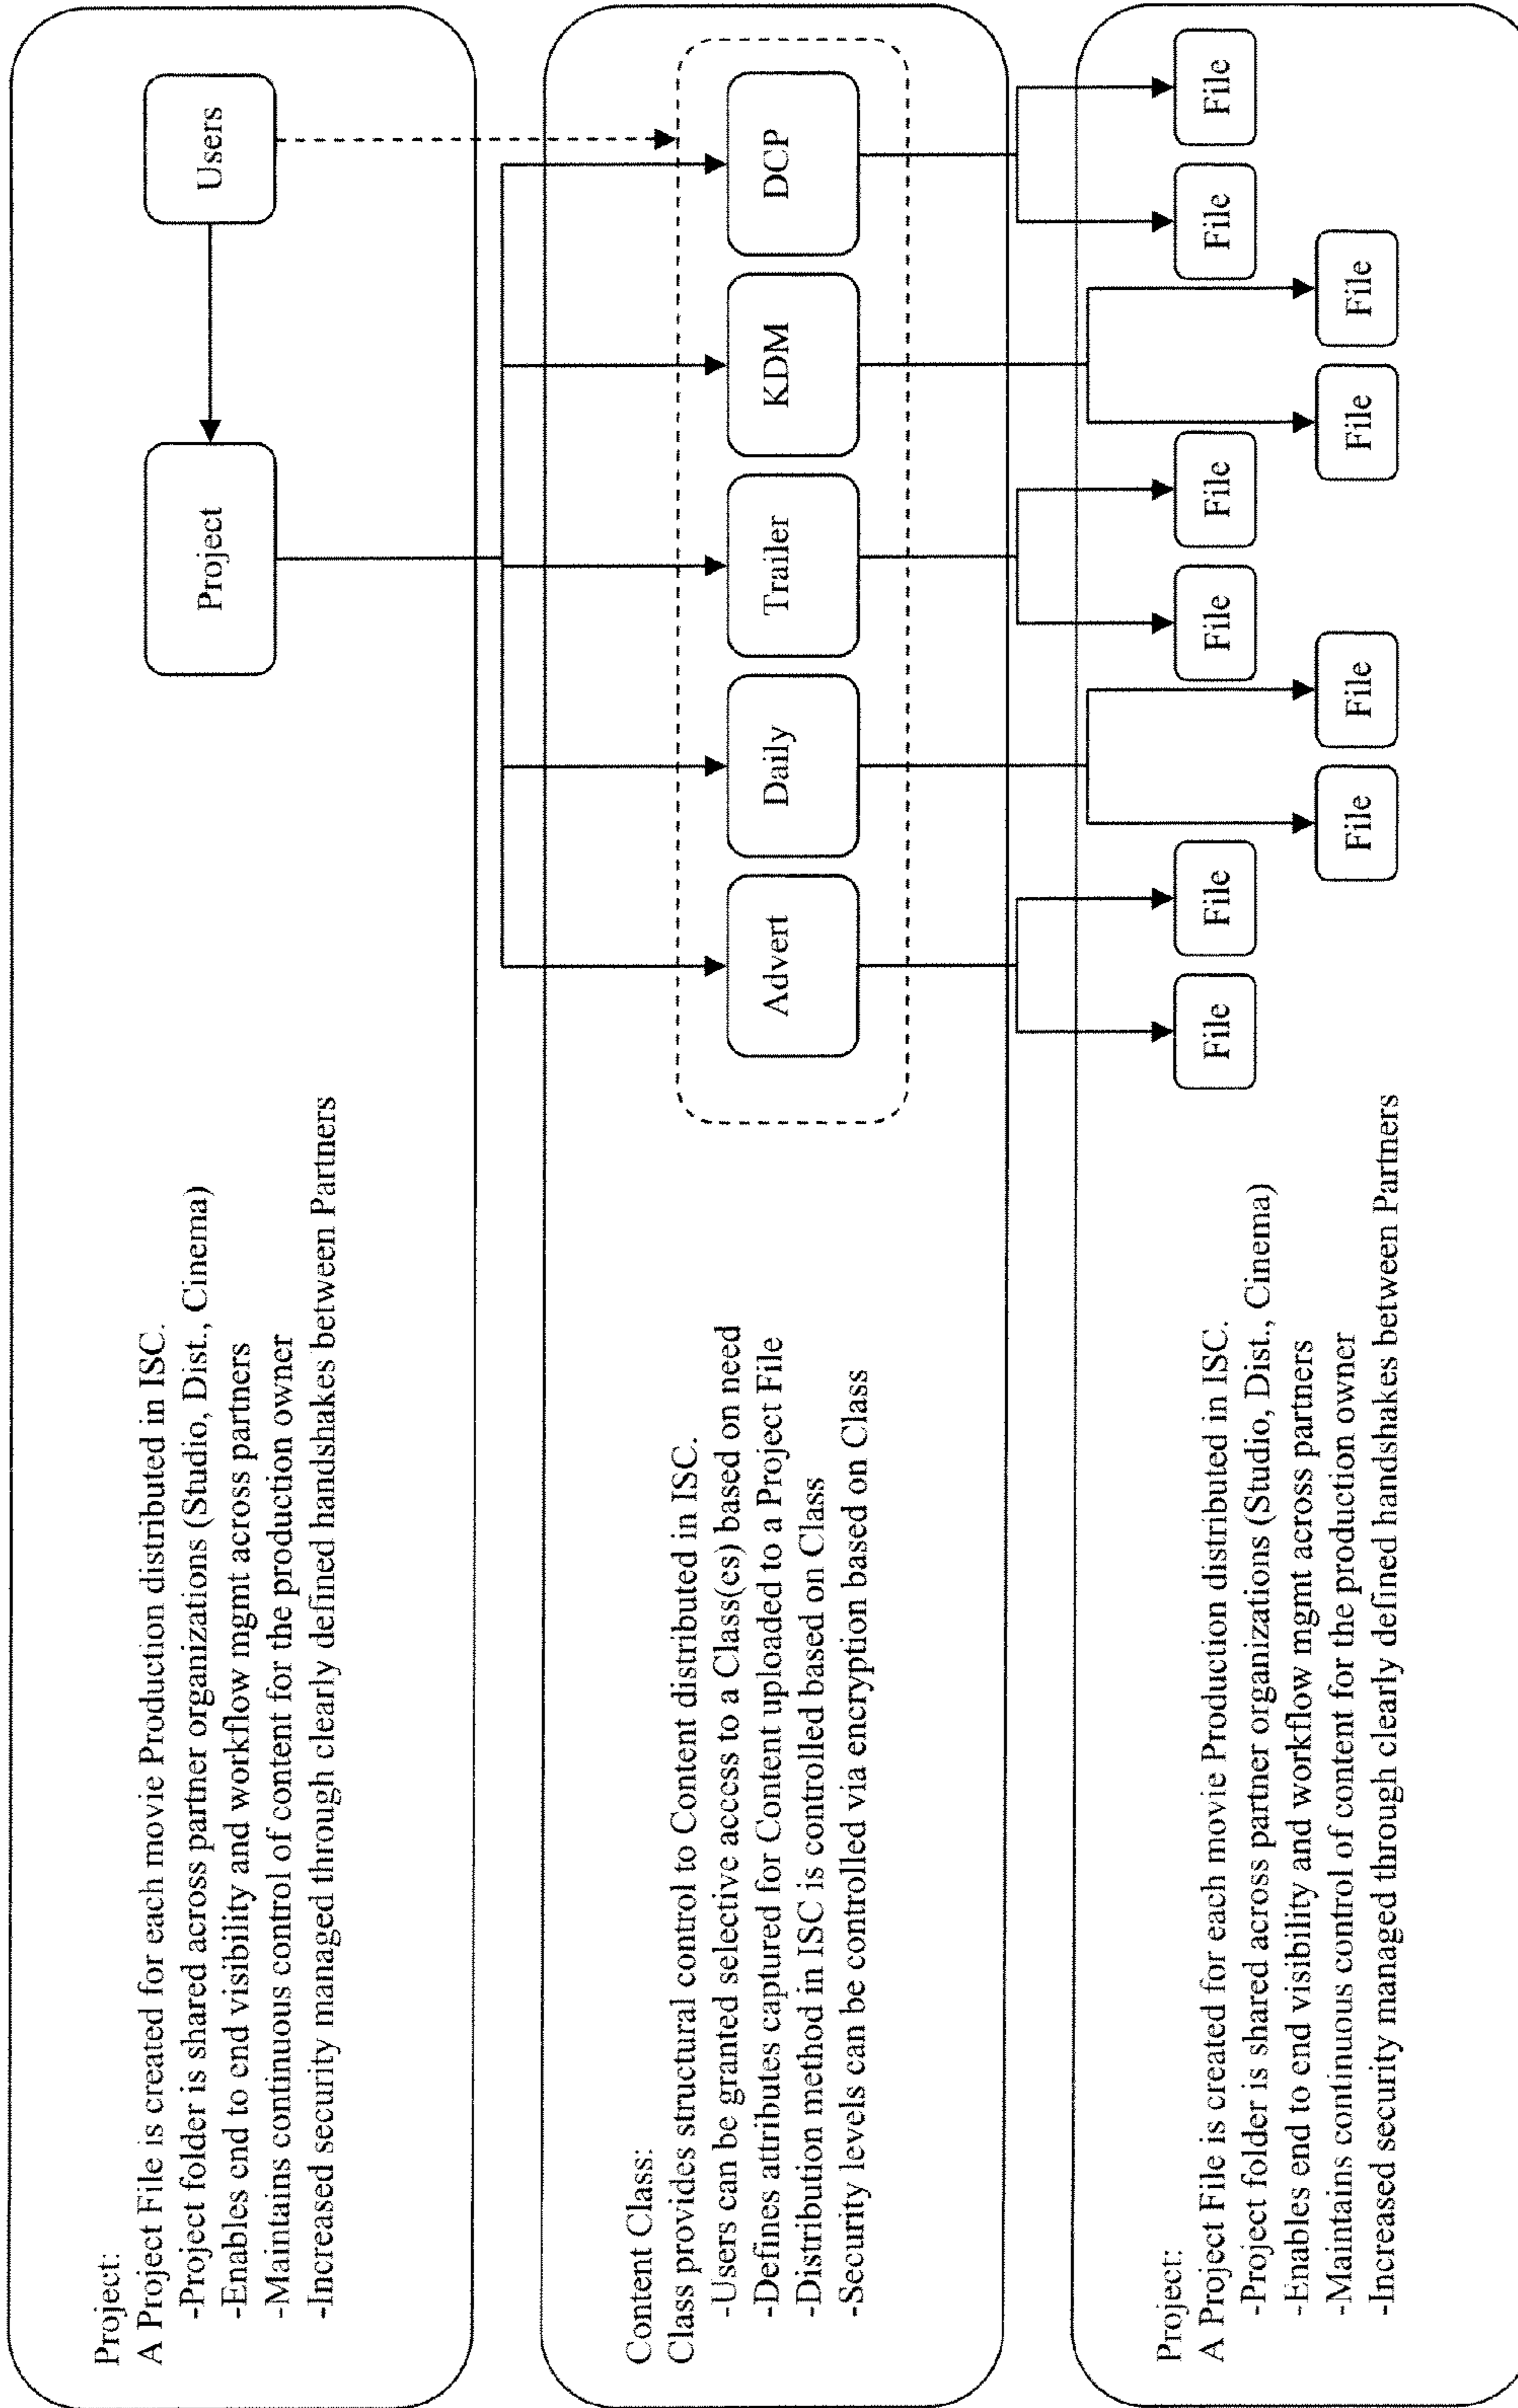 Project:
A Project File is created for each movie Production distributed in ISC.
-Project folder is shared across partner organizations (Studio, Dist., Cinema)
-Enables end to end visibility and workflow mgmt across partners
-Maintains continuous control of content for the production owner
-Increased security managed through clearly defined handshakes between Partners
Project
Users
Content Class:
Class provides structural control to Content distributed in ISC.
-Users can be granted selective access to a Class(es) based on need
-Defines attributes captured for Content uploaded to a Project File
-Distribution method in ISC is controlled based on Class
-Security levels can be controlled via encryption based on Class
Advert
Daily
Trailer
KDM
DCP
Project:
A Project File is created for each movie Production distributed in ISC.
-Project folder is shared across partner organizations (Studio, Dist., Cinema)
-Enables end to end visibility and workflow mgmt across partners
-Maintains continuous control of content for the production owner
-Increased security managed through clearly defined handshakes between Partners
File
File
File
File
File
File
File
File
File
File